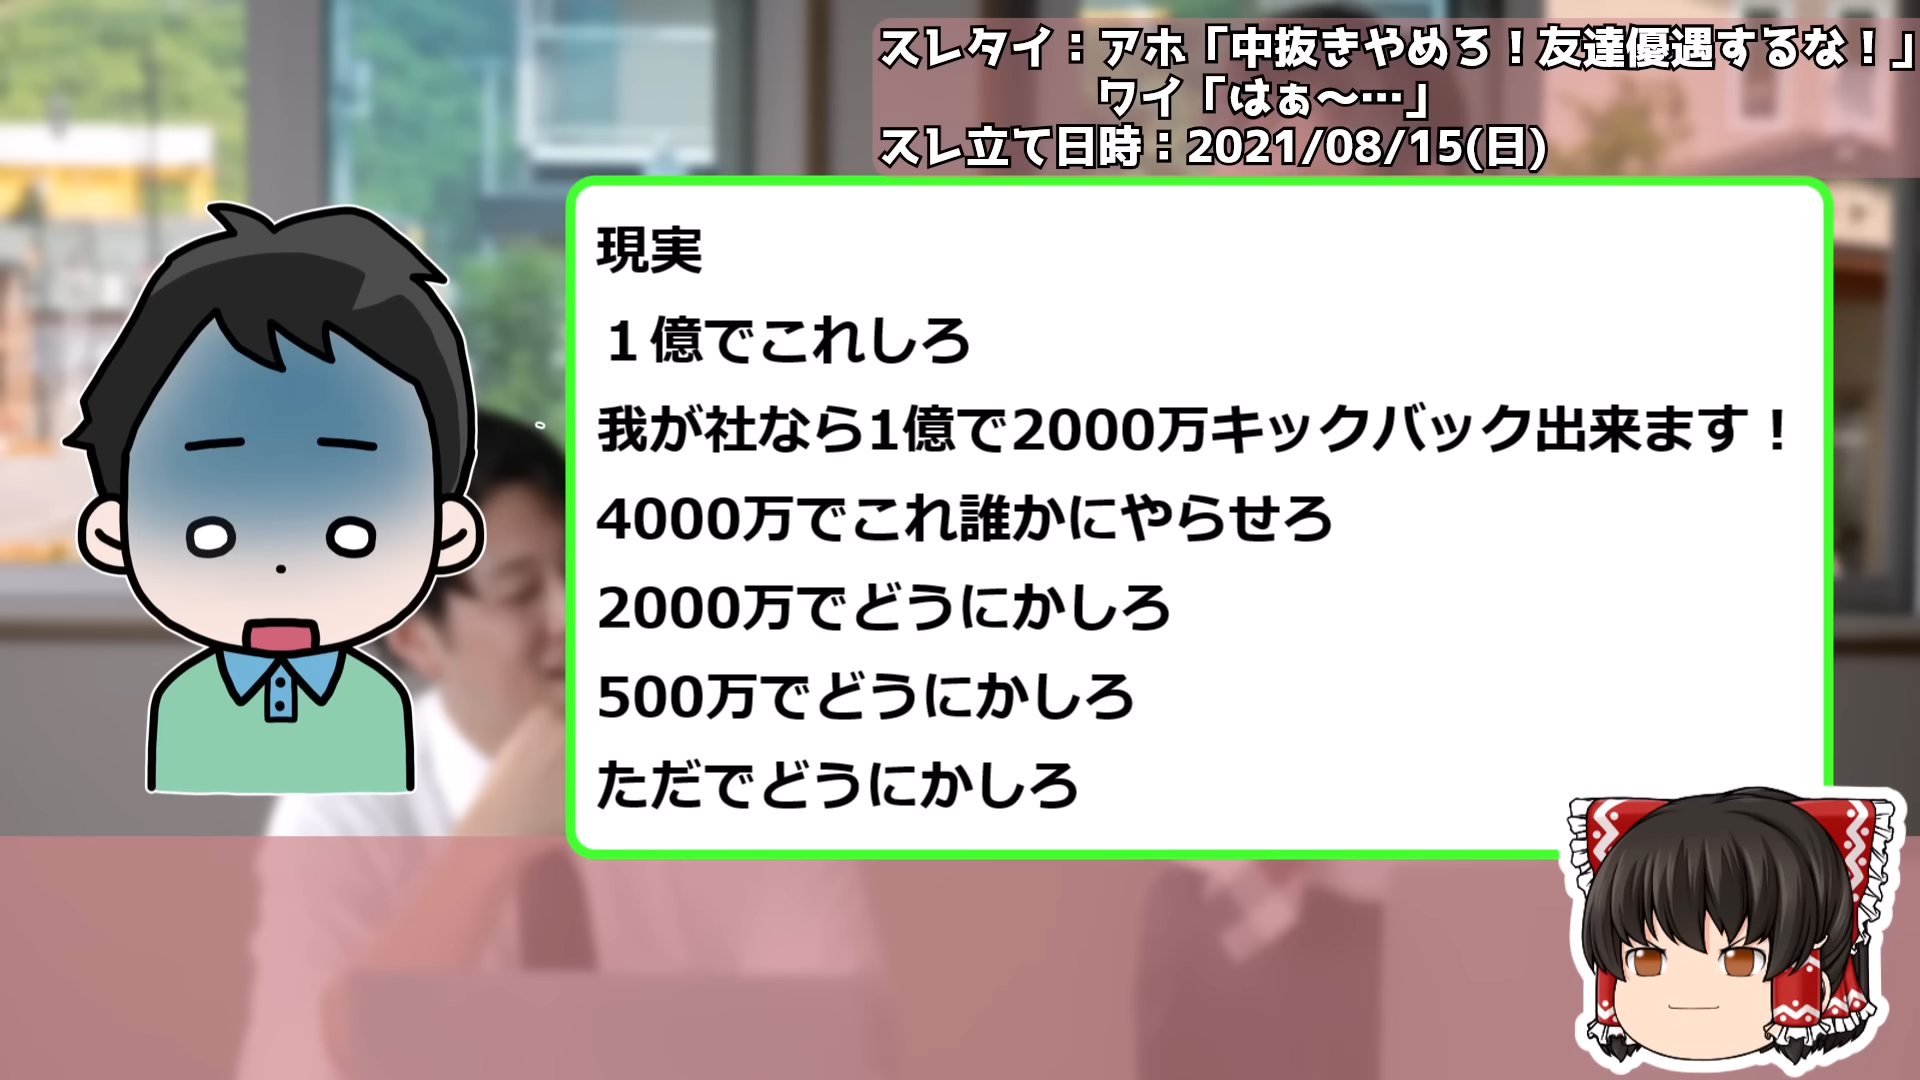 スレタイ：アホ「中抜きやめろ！友達優遇するな！」
ワイ「はぁ～…」
スレ立て日時：2021/08/15(日)
現実
１億でこれしろ
我が社なら1億で2000万キックバック出来ます！
4000万でこれ誰かにやらせろ
2000万でどうにかしろ
500万でどうにかしろ
ただでどうにかしろ